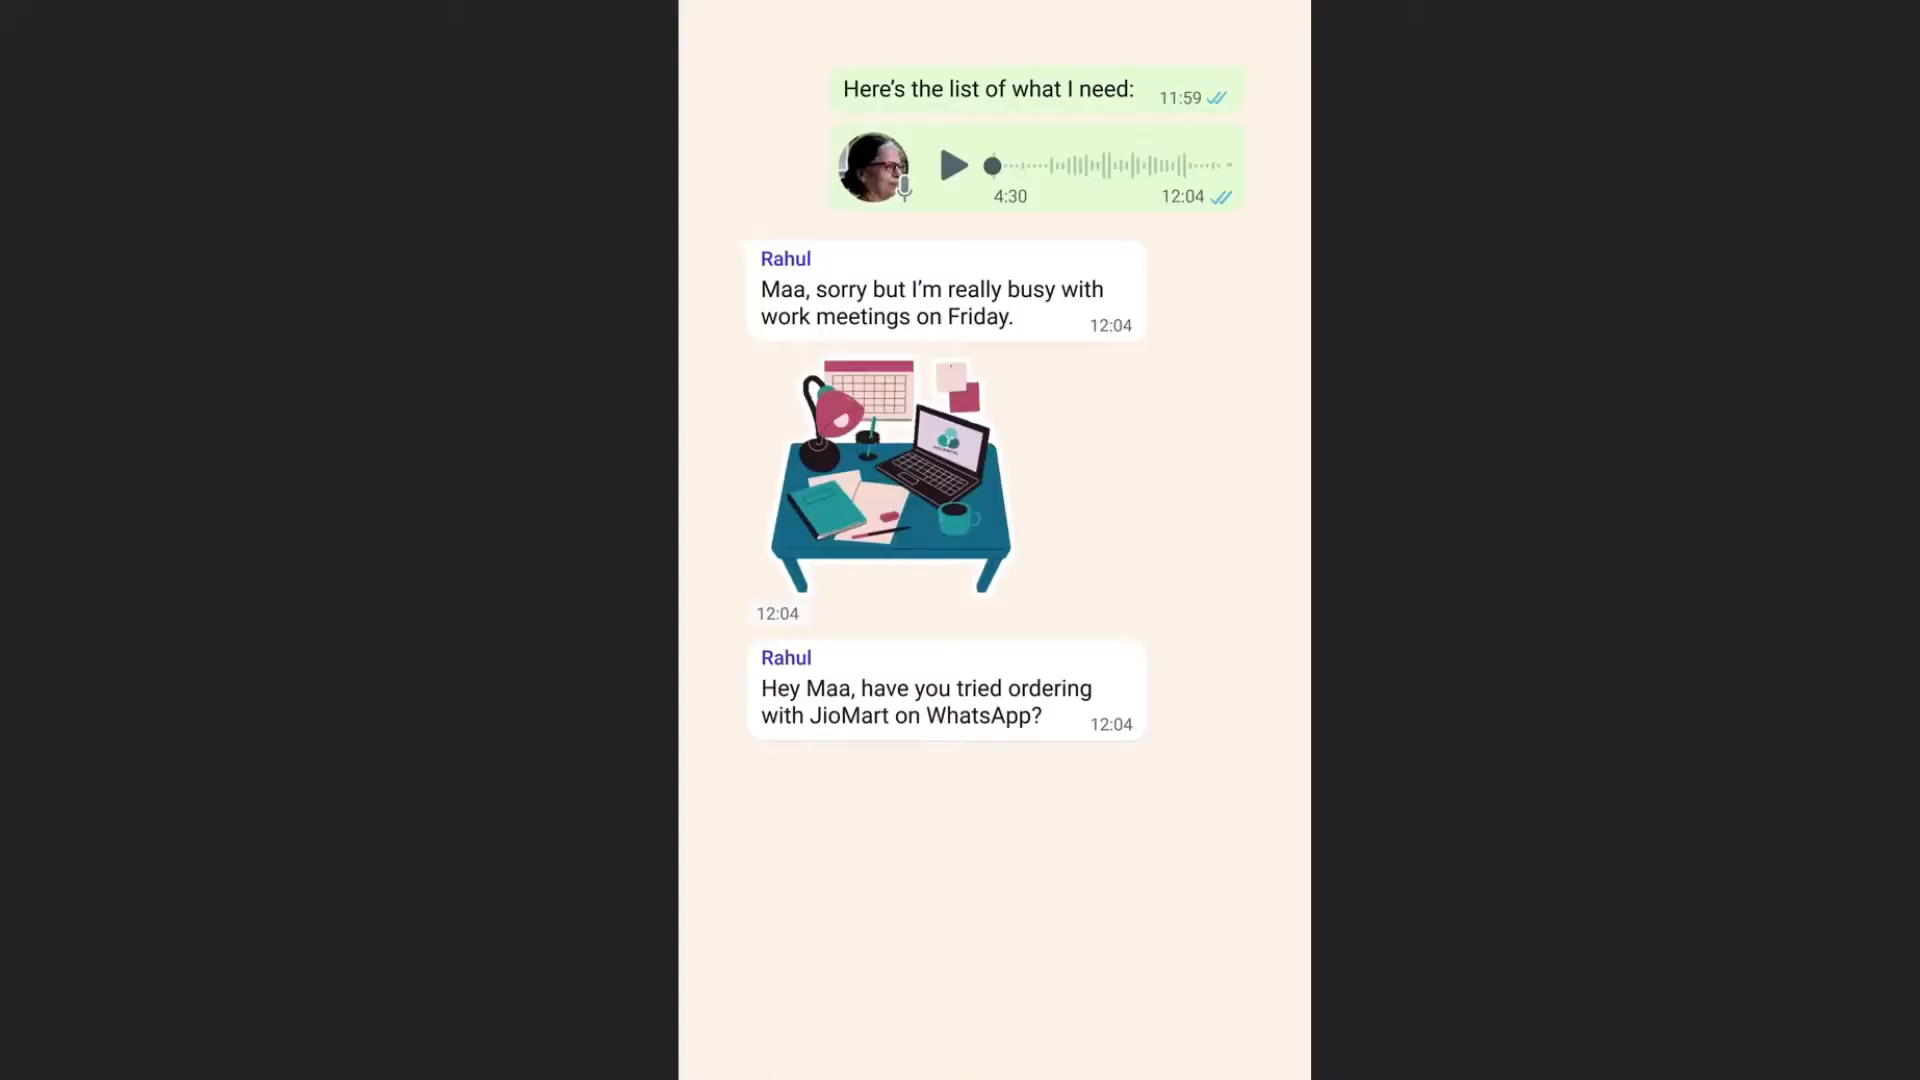 Here’s the list of what I need:
11:59
4:30
12:04
Rahul
Maa, sorry but I’m really busy with
work meetings on Friday.
12:04
12:04
Rahul
Hey Maa, have you tried ordering
with JioMart on WhatsApp?
12:04